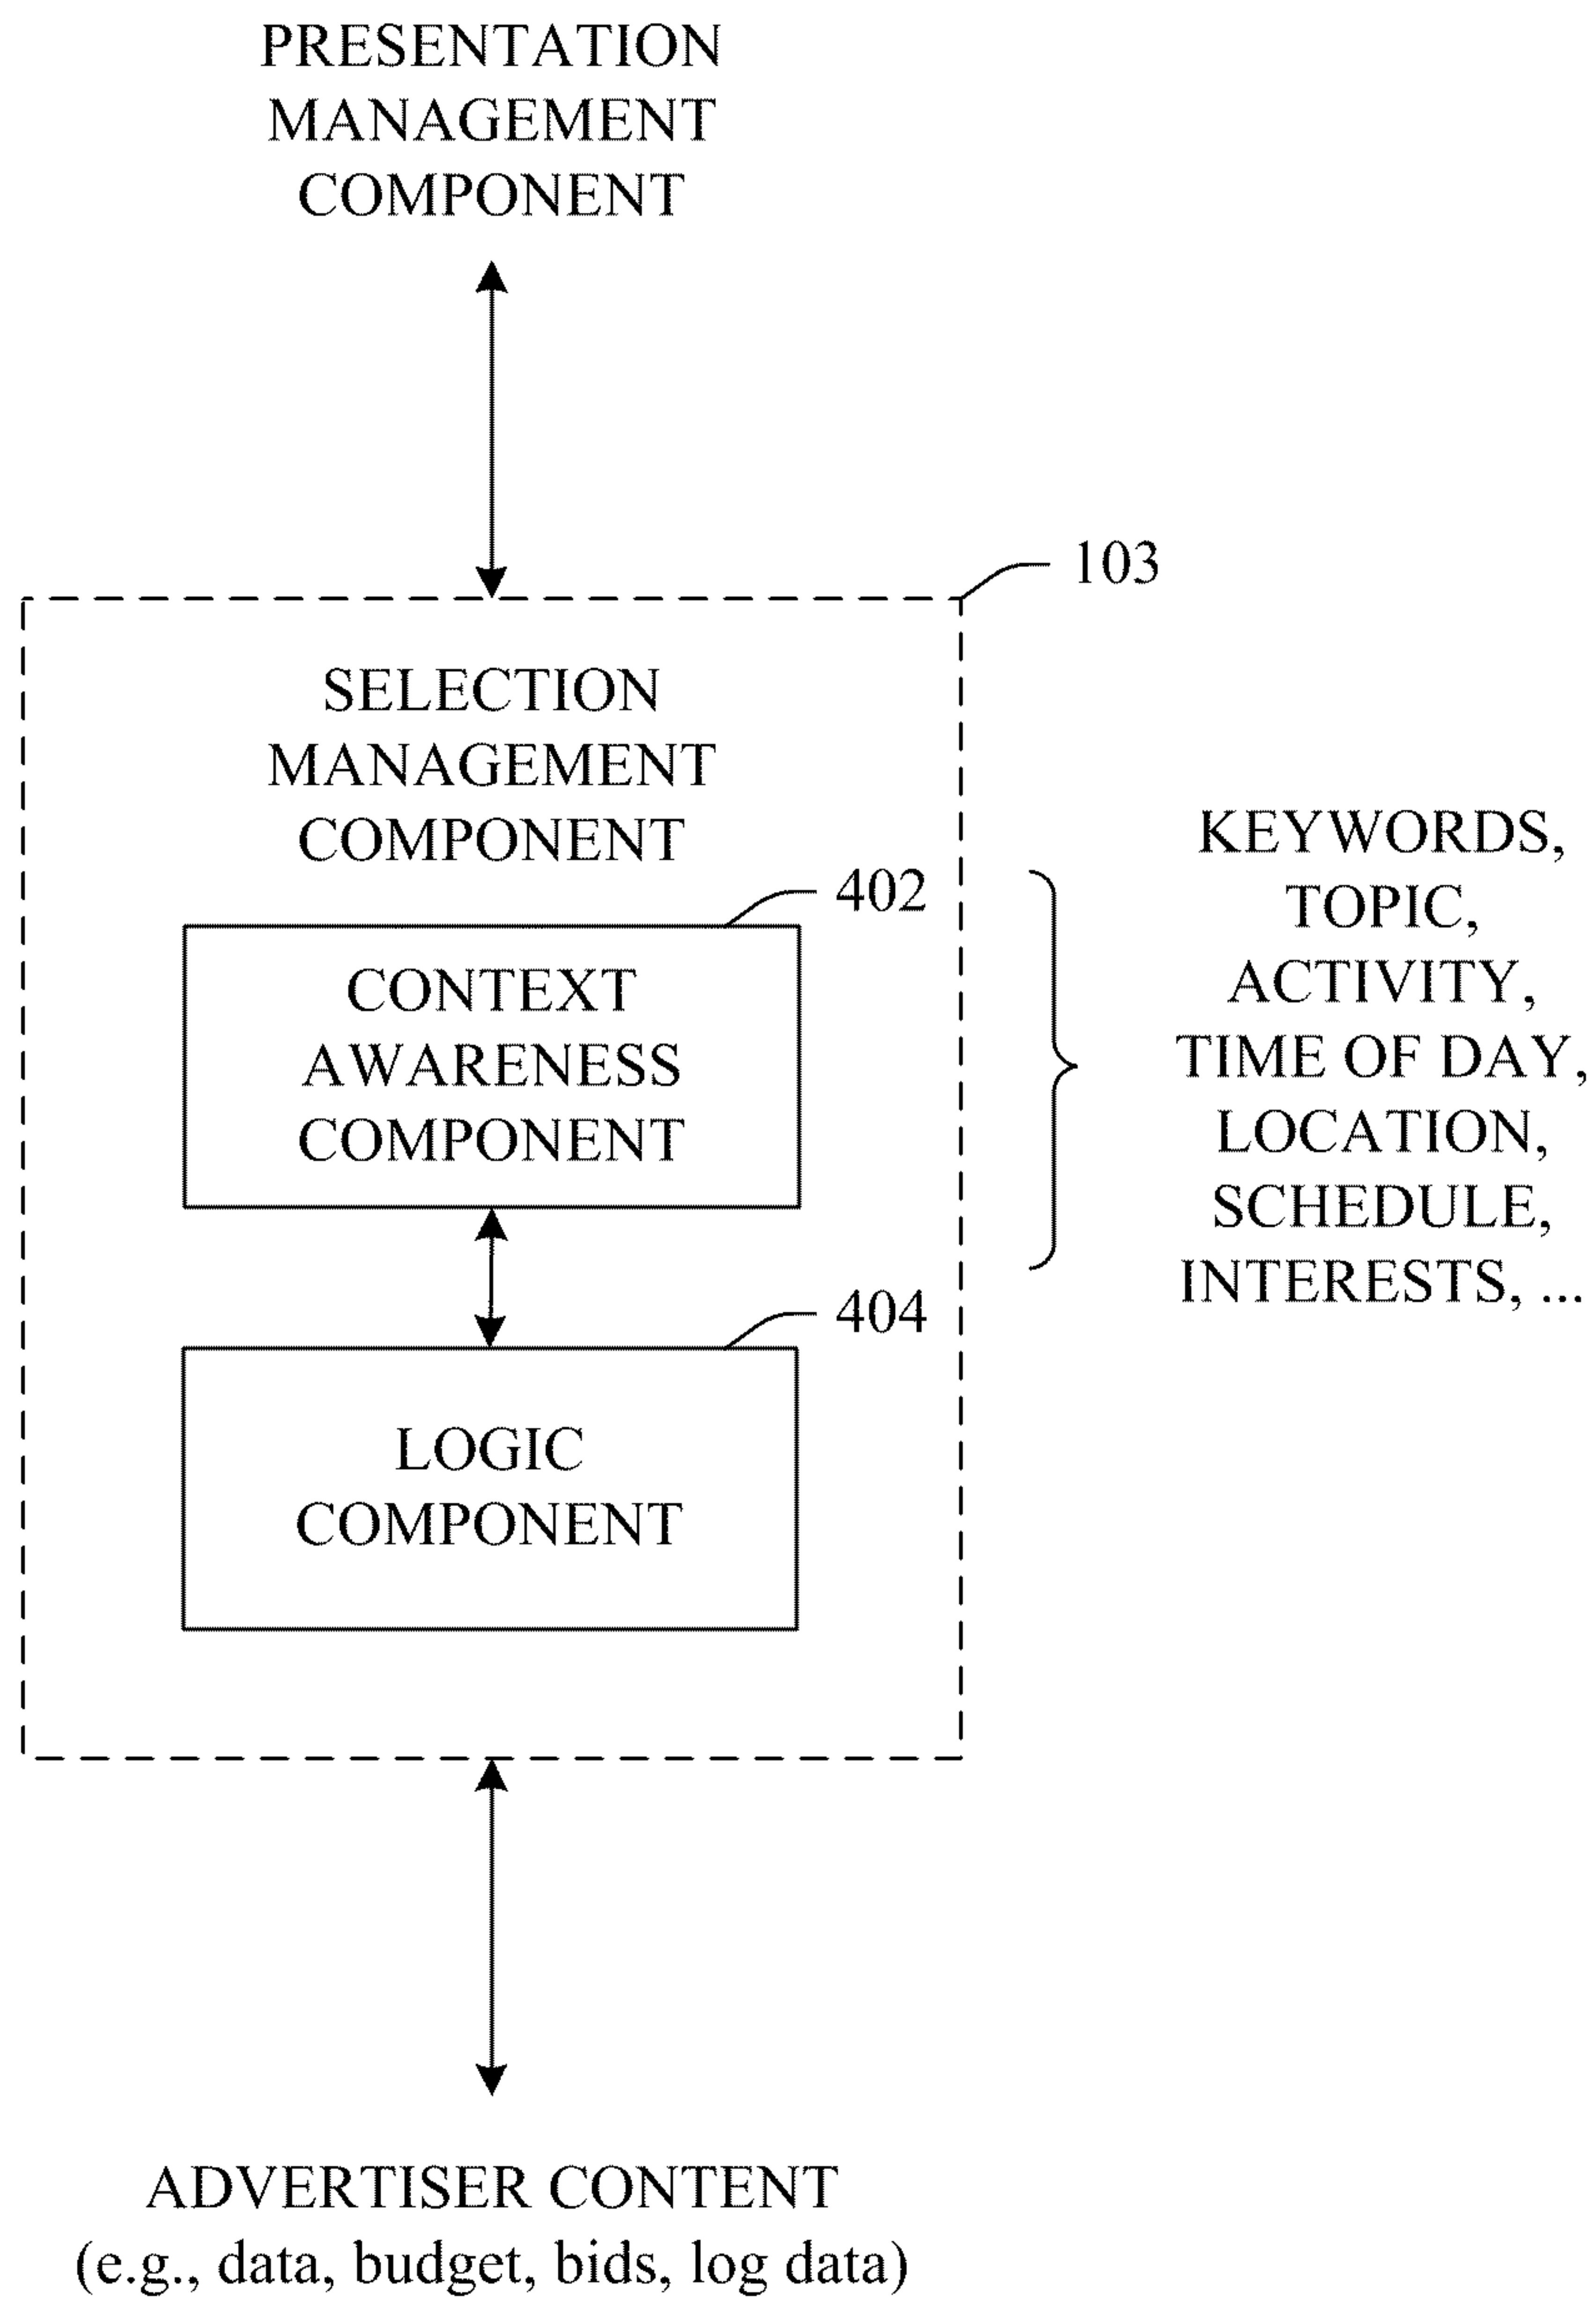 PRESENTATION
MANAGEMENT
COMPONENT
103
SELECTION
MANAGEMENT
COMPONENT
402
CONTEXT
AWARENESS
COMPONENT
404
LOGIC
COMPONENT
KEYWORDS,
TOPIC,
ACTIVITY,
TIME OF DAY,
LOCATION,
SCHEDULE,
INTERESTS, ...
ADVERTISER CONTENT
(e.g., data, budget, bids, log data)